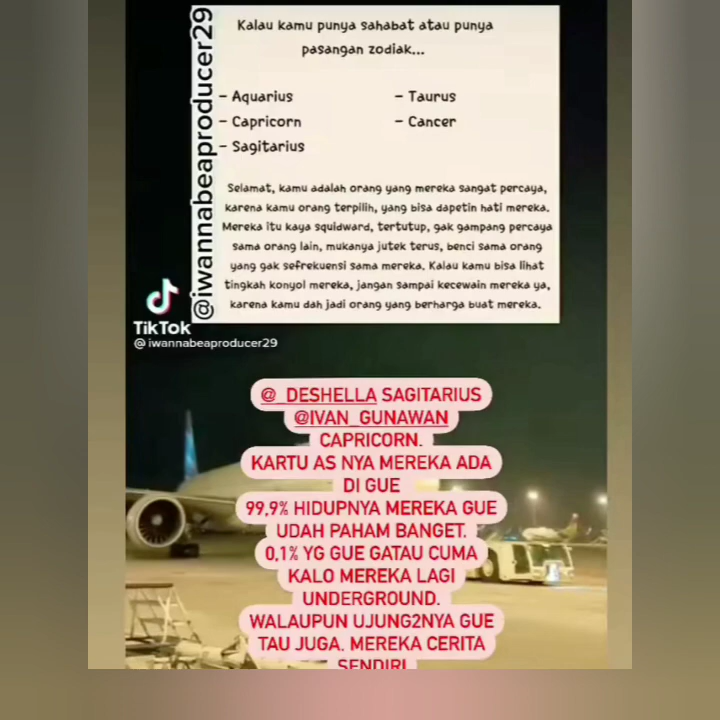 Kalau kamu punya sahabat atau punya
pasangan zodiak...
- Aquarius
- Capricorn
- Sagitarius
- Taurus
- Cancer
Selamat, kamu adalah orang yang mereka sangat percaya,
karena kamu orang terpilih, yang bisa dapetin hati mereka.
Mereka itu kaya squidward, tertutup, gak gampang percaya
sama orang lain, mukanya jutek terus, benci sama orang
yang gak sefrekuensi sama mereka. Kalau kamu bisa lihat
tingkah konyol mereka, jangan sampai kecewain mereka ya,
karena kamu dah jadi orang yang berharga buat mereka.
@iwannabeaproducer29
TikTok
@iwannabeaproducer29
@_DESHELLA SAGITARIUS
@IVAN_GUNAWAN
CAPRICORN.
KARTU AS NYA MEREKA ADA
DI GUE
99,9% HIDUPNYA MEREKA GUE
UDAH PAHAM BANGET.
0,1% YG GUE GATAU CUMA
KALO MEREKA LAGI
UNDERGROUND.
WALAUPUN UJUNG2NYA GUE
TAU JUGA. MEREKA CERITA
SENDIRI